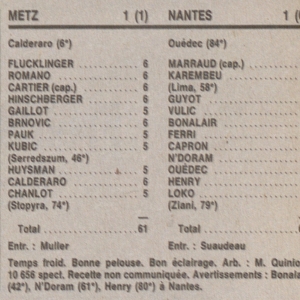 METZ 1 (1) NANTES 1 (
Calderaro (6e) Ouédec (84e)
FLUCKLINGER 6 MARRAUD (cap.)
ROMANO 6 KAREMBEU
CARTIER (cap.) 6 (Lima, 58e)
HINSCHBERGER 6 GUYOT
GAILLOT 5 VULIC
BRNOVIC 6 BONALAIR
PAUK 5 FERRI
KUBIC 5 CAPRON
(Serredszum, 46e) N'DORAM
HUYSMAN 5 OUÉDEC
CALDERARO 6 HENRY
CHANLOT 5 LOKO
(Stopyra, 74e) (Ziani, 79e)
—
Total 61 Total
Entr. : Muller Entr. : Suaudeau
Temps froid. Bonne pelouse. Bon éclairage. Arb. : M. Quinio
10 656 spect. Recette non communiquée. Avertissements : Bonala
(42e), N'Doram (61e), Henry (80e) à Nantes.